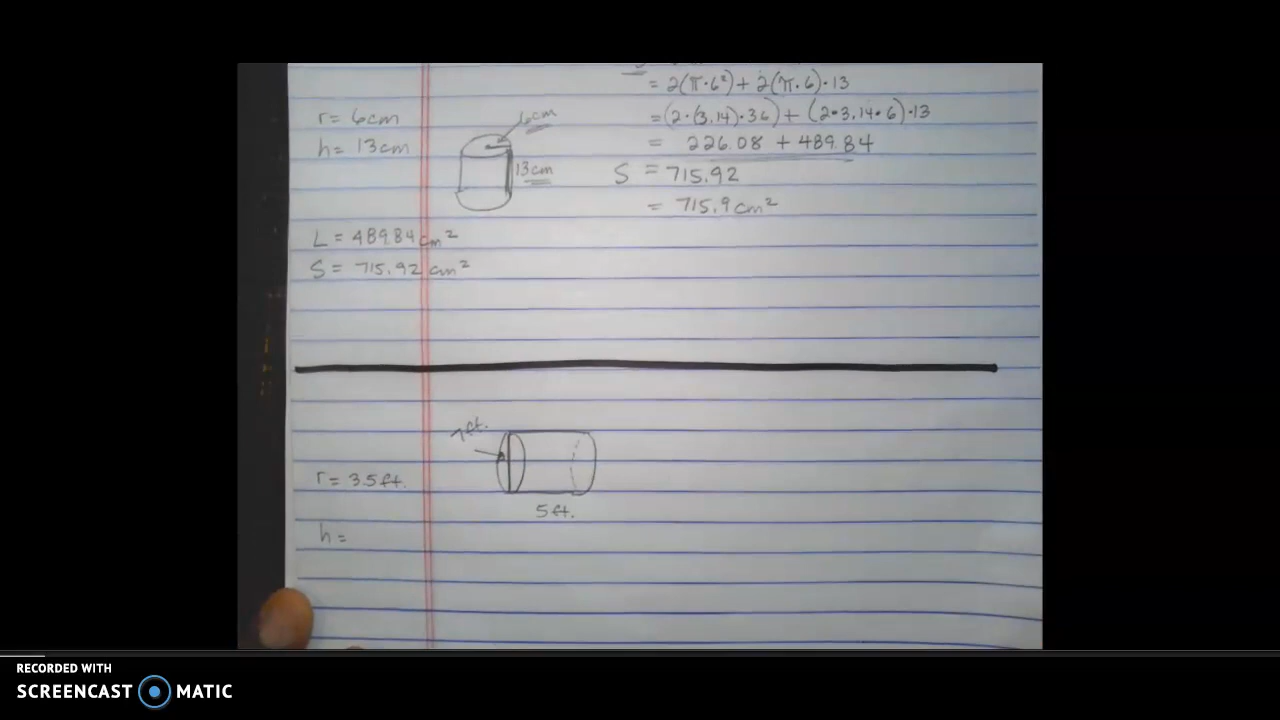 = 2(π·6²) + 2(π·6)·13
r = 6cm
6cm
= (2·(3.14)·36) + (2·3.14·6)·13
h = 13cm
= 226.08 + 489.84
13cm
S = 715.92
= 715.9 cm²
L = 489.84 cm²
S = 715.92 cm²
7ft.
r = 3.5ft.
5ft.
h =
RECORDED WITH
SCREENCAST MATIC